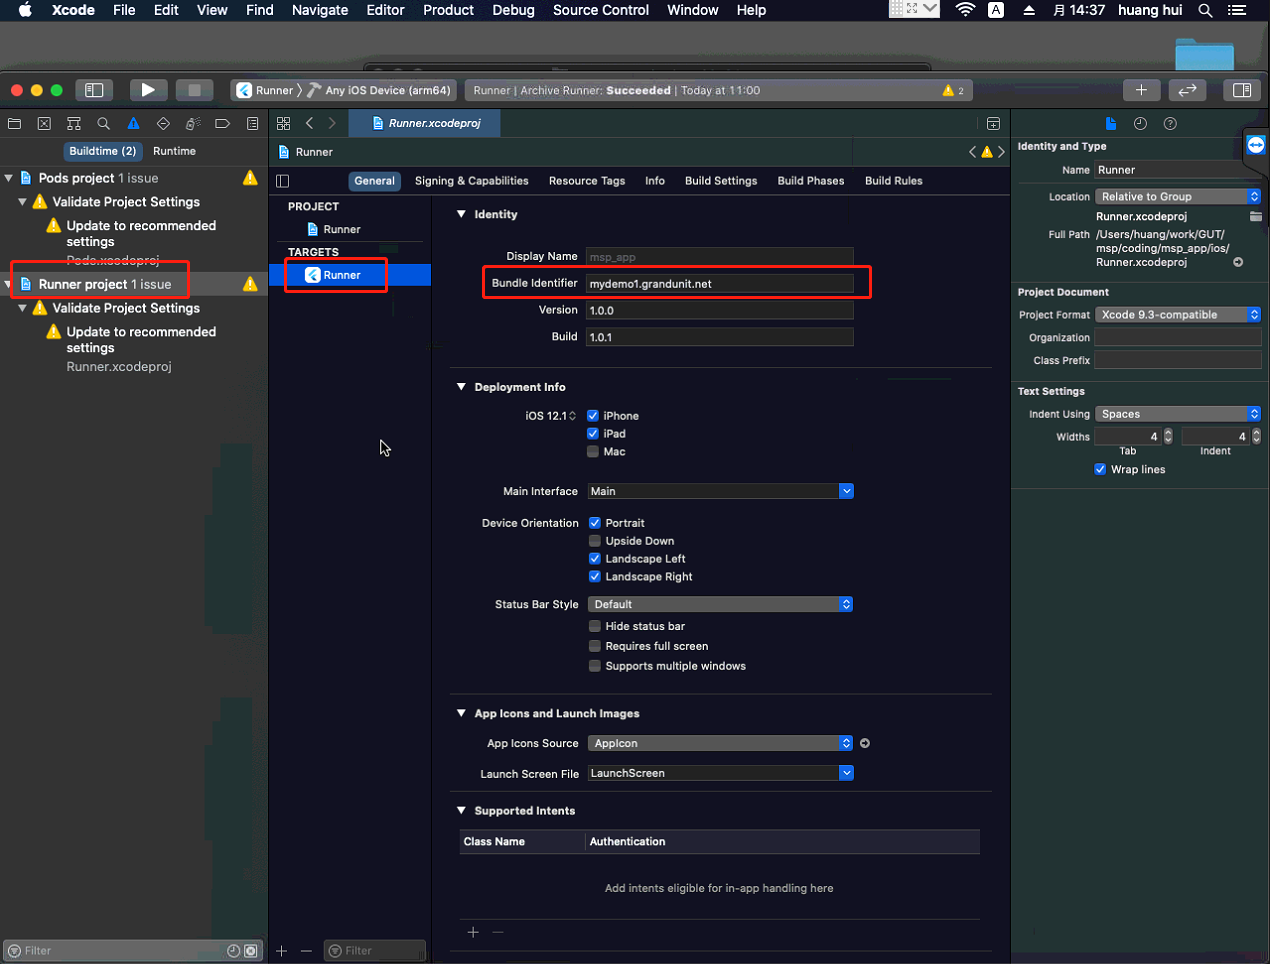 Xcode File Edit View Find Navigate Editor Product Debug Source Control Window Help A 月 14:37 huang hui
Runner Any iOS Device (arm64) Runner | Archive Runner: Succeeded | Today at 11:00 2
Runner.xcodeproj
Buildtime (2) Runtime
Pods project 1 issue
Validate Project Settings
Update to recommended
settings
Pods.xcodeproj
Runner project 1 issue
Validate Project Settings
Update to recommended
settings
Runner.xcodeproj
Filter
Runner
General Signing & Capabilities Resource Tags Info Build Settings Build Phases Build Rules
PROJECT
Runner
TARGETS
Runner
Filter
Identity
Display Name msp_app
Bundle Identifier mydemo1.grandunit.net
Version 1.0.0
Build 1.0.1
Deployment Info
iOS 12.1 iPhone
iPad
Mac
Main Interface Main
Device Orientation Portrait
Upside Down
Landscape Left
Landscape Right
Status Bar Style Default
Hide status bar
Requires full screen
Supports multiple windows
App Icons and Launch Images
App Icons Source AppIcon
Launch Screen File LaunchScreen
Supported Intents
Class Name Authentication
Add intents eligible for in-app handling here
Identity and Type
Name Runner
Location Relative to Group
Runner.xcodeproj
Full Path /Users/huang/work/GUT/
msp/coding/msp_app/ios/
Runner.xcodeproj
Project Document
Project Format Xcode 9.3-compatible
Organization
Class Prefix
Text Settings
Indent Using Spaces
Widths 4 4
Tab Indent
Wrap lines